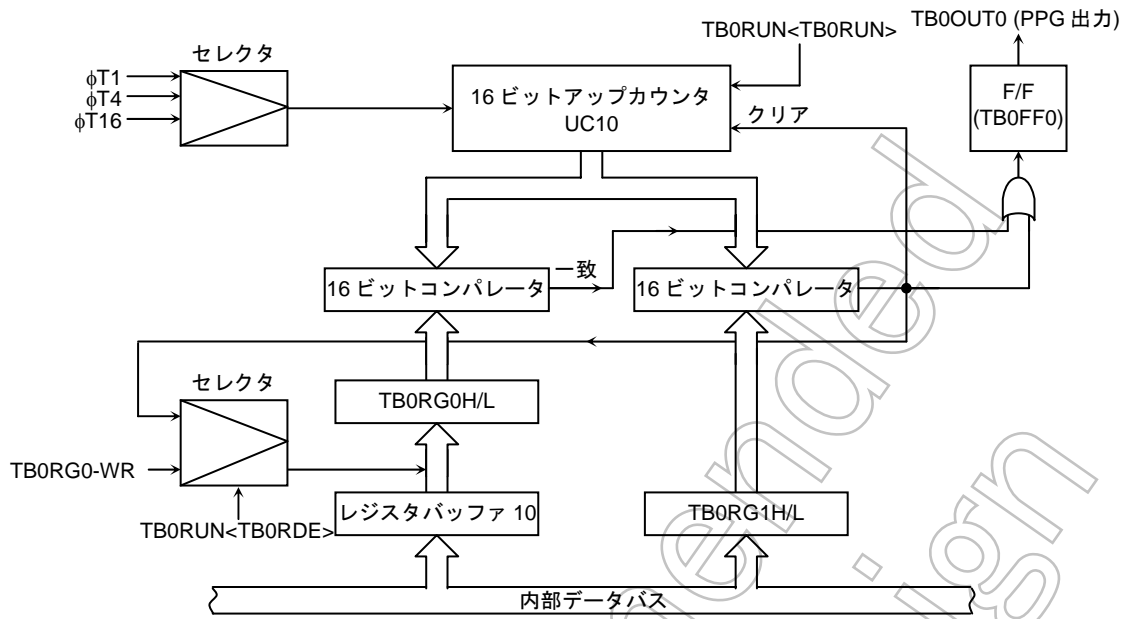 TB0OUT0 (PPG 出力)
TB0RUN<TB0RUN>
セレクタ
φT1
φT4
φT16
16 ビットアップカウンタ
UC10
クリア
F/F
(TB0FF0)
一致
16 ビットコンパレータ
16 ビットコンパレータ
セレクタ
TB0RG0H/L
TB0RG0-WR
レジスタバッファ 10
TB0RG1H/L
TB0RUN<TB0RDE>
内部データバス
ended
ign